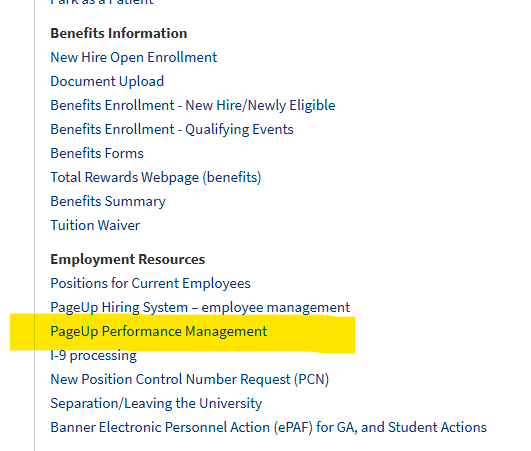 Park as a Patient
Benefits Information
New Hire Open Enrollment
Document Upload
Benefits Enrollment - New Hire/Newly Eligible
Benefits Enrollment - Qualifying Events
Benefits Forms
Total Rewards Webpage (benefits)
Benefits Summary
Tuition Waiver
Employment Resources
Positions for Current Employees
PageUp Hiring System – employee management
PageUp Performance Management
I-9 processing
New Position Control Number Request (PCN)
Separation/Leaving the University
Banner Electronic Personnel Action (ePAF) for GA, and Student Actions